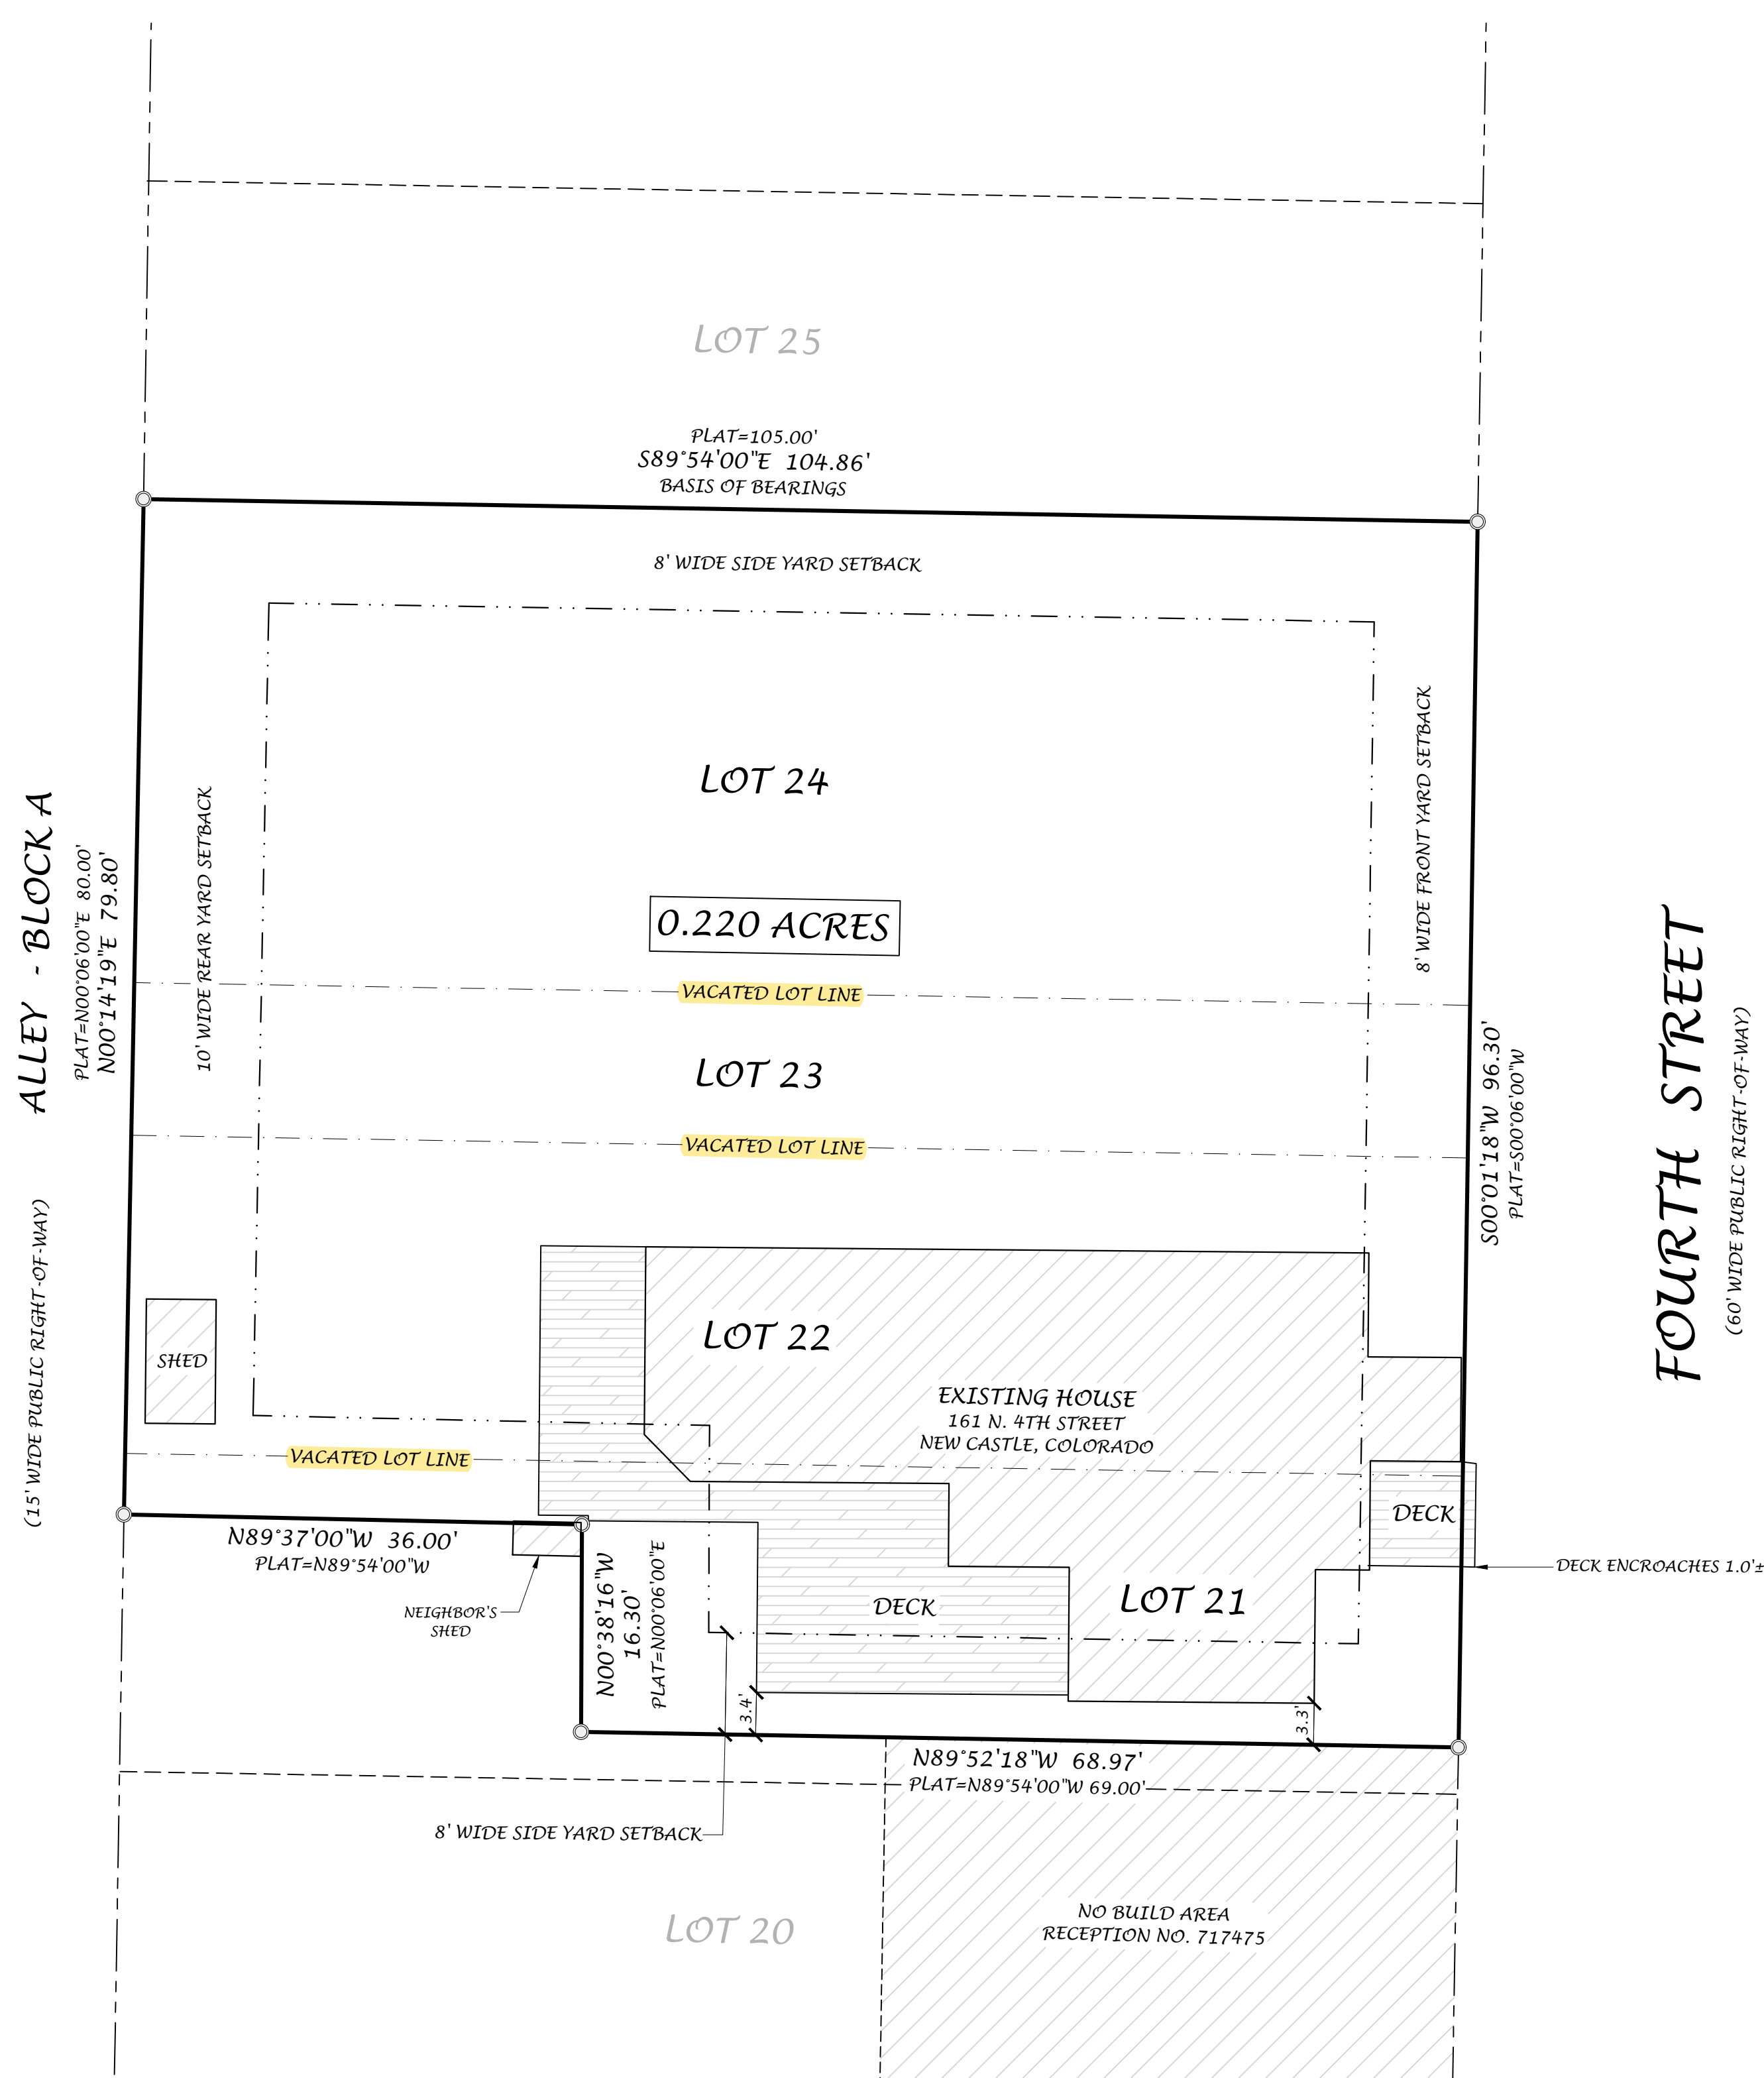 LOT 25
PLAT=105.00'
S89°54'00"E 104.86'
BASIS OF BEARINGS
8' WIDE SIDE YARD SETBACK
LOT 24
0.220 ACRES
VACATED LOT LINE
LOT 23
VACATED LOT LINE
ALLEY - BLOCK A
(15' WIDE PUBLIC RIGHT-OF-WAY)
PLAT=N00°06'00"E 80.00'
N00°14'19"E 79.80'
10' WIDE REAR YARD SETBACK
8' WIDE FRONT YARD SETBACK
S00°01'18"W 96.30'
PLAT=S00°06'00"W
FOURTH STREET
(60' WIDE PUBLIC RIGHT-OF-WAY)
LOT 22
SHED
EXISTING HOUSE
161 N. 4TH STREET
NEW CASTLE, COLORADO
VACATED LOT LINE
DECK
N89°37'00"W 36.00'
PLAT=N89°54'00"W
DECK ENCROACHES 1.0'±
NEIGHBOR'S
SHED
N00°38'16"W
16.30'
PLAT=N00°06'00"E
DECK
LOT 21
3.4'
3.3'
N89°52'18"W 68.97'
PLAT=N89°54'00"W 69.00'
8' WIDE SIDE YARD SETBACK
LOT 20
NO BUILD AREA
RECEPTION NO. 717475